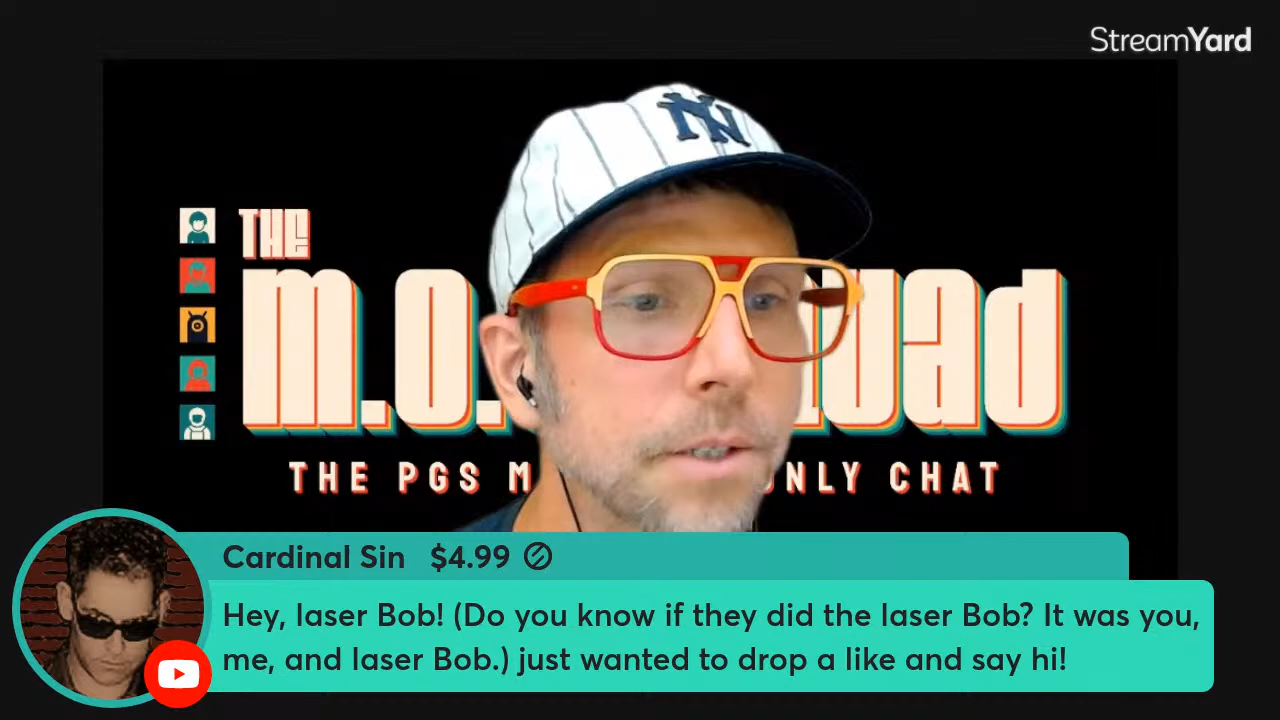 StreamYard
NY
THE
m.o. uad
THE PGS M ONLY CHAT
Cardinal Sin $4.99
Hey, laser Bob! (Do you know if they did the laser Bob? It was you,
me, and laser Bob.) just wanted to drop a like and say hi!